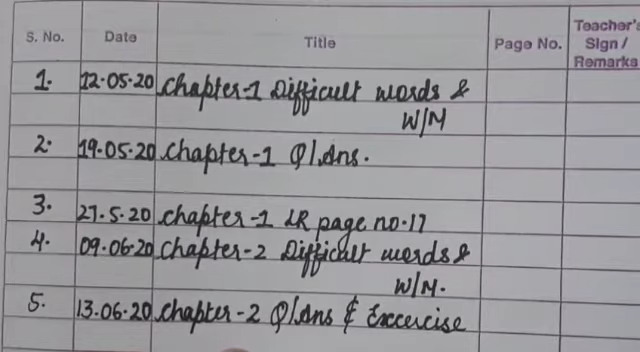 S. No. Date Title Page No. Teacher's Sign / Remarks
1. 12.05.20 Chapter-1 Difficult words &
W/M
2. 19.05.20 Chapter-1 Q/Ans.
3. 27.5.20 Chapter-1 LR page no.17
4. 09.06.20 Chapter-2 Difficult words &
W/M.
5. 13.06.20 Chapter-2 Q/Ans & Excercise